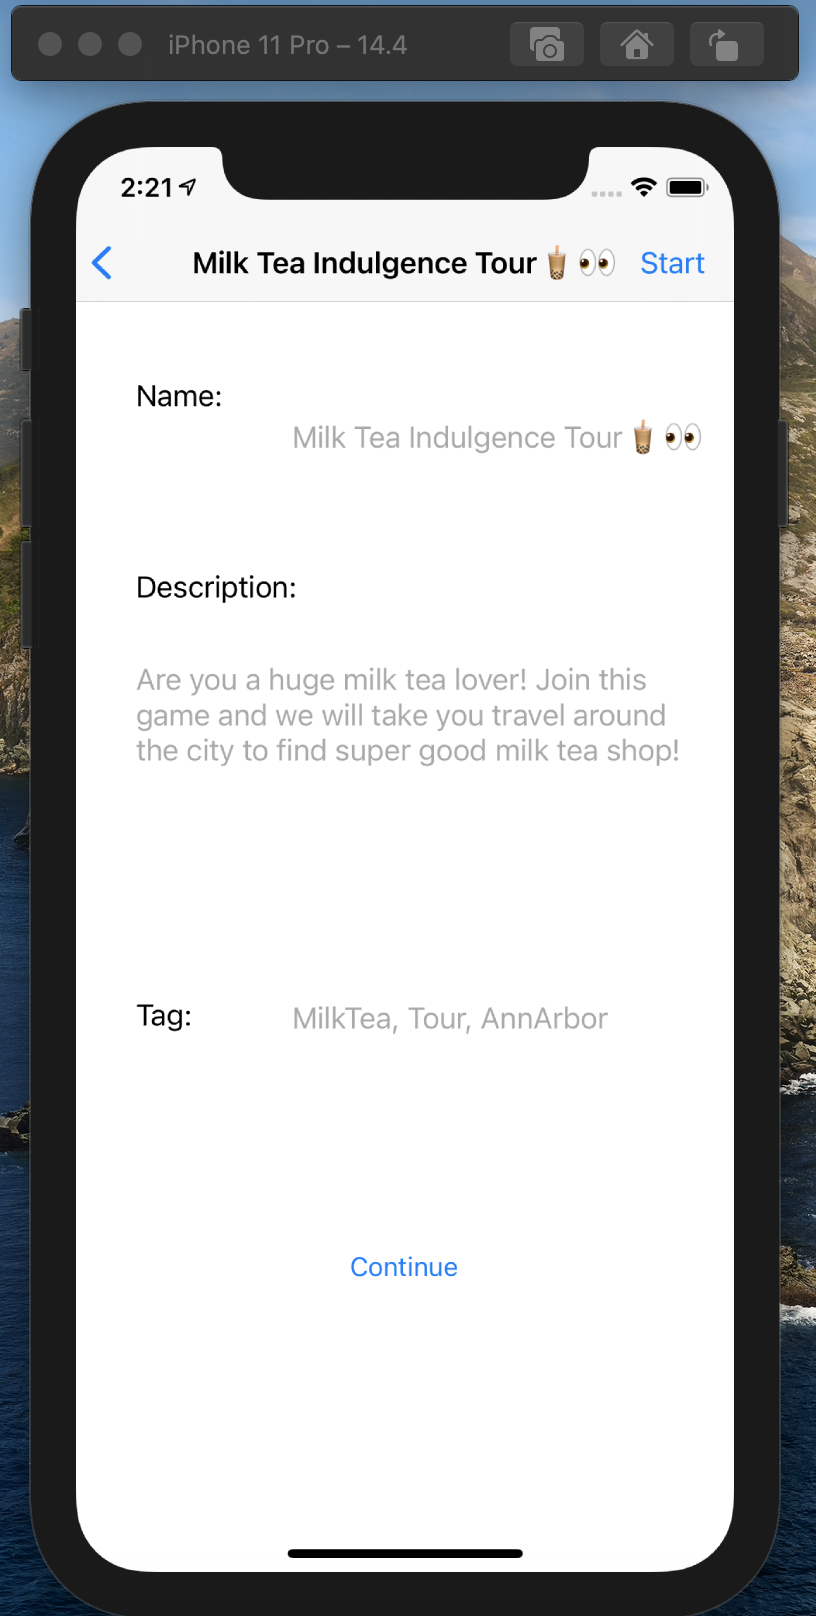 iPhone 11 Pro – 14.4
2:21
Milk Tea Indulgence Tour 🧋 👀 Start
Name:
Milk Tea Indulgence Tour 🧋 👀
Description:
Are you a huge milk tea lover! Join this
game and we will take you travel around
the city to find super good milk tea shop!
Tag: MilkTea, Tour, AnnArbor
Continue